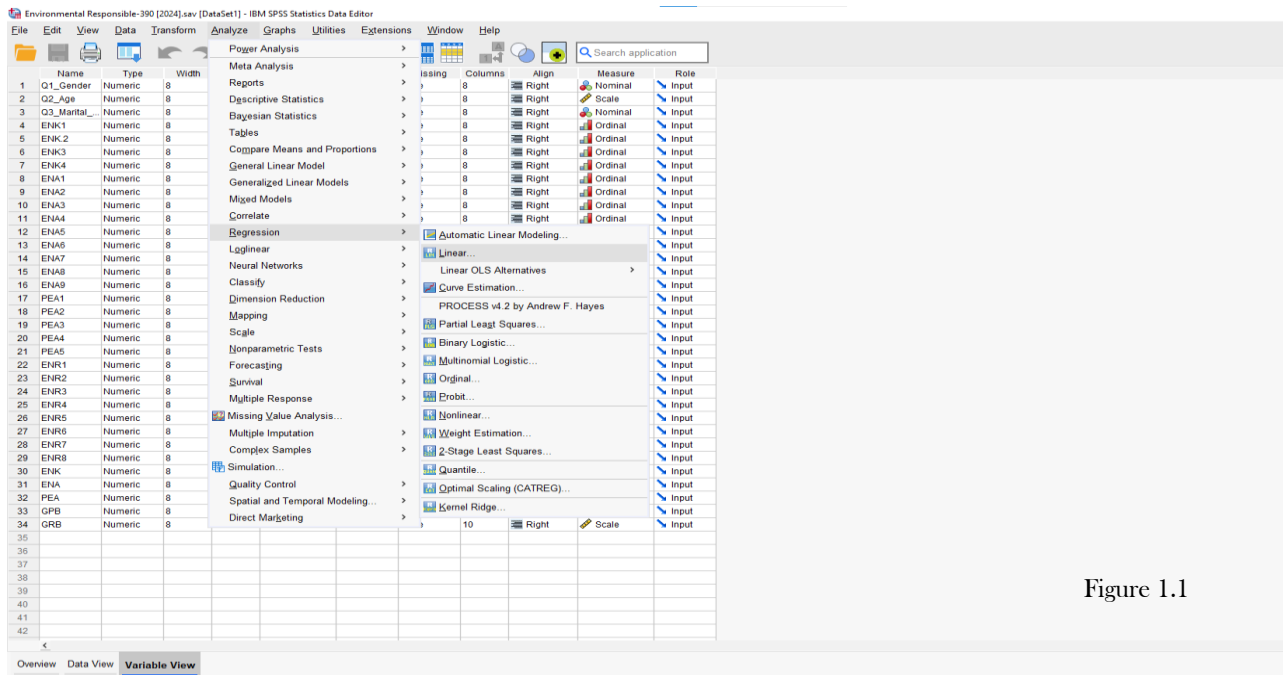 Environmental Responsible-390 [2024].sav [DataSet1] - IBM SPSS Statistics Data Editor
File Edit View Data Transform Analyze Graphs Utilities Extensions Window Help
Search application
Name Type Width issing Columns Align Measure Role
1 Q1_Gender Numeric 8 8 Right Nominal Input
2 Q2_Age Numeric 8 8 Right Scale Input
3 Q3_Marital_... Numeric 8 8 Right Nominal Input
4 ENK1 Numeric 8 8 Right Ordinal Input
5 ENK.2 Numeric 8 8 Right Ordinal Input
6 ENK3 Numeric 8 8 Right Ordinal Input
7 ENK4 Numeric 8 8 Right Ordinal Input
8 ENA1 Numeric 8 8 Right Ordinal Input
9 ENA2 Numeric 8 8 Right Ordinal Input
10 ENA3 Numeric 8 8 Right Ordinal Input
11 ENA4 Numeric 8 8 Right Ordinal Input
12 ENA5 Numeric 8 Input
13 ENA6 Numeric 8 Input
14 ENA7 Numeric 8 Input
15 ENA8 Numeric 8 Input
16 ENA9 Numeric 8 Input
17 PEA1 Numeric 8 Input
18 PEA2 Numeric 8 Input
19 PEA3 Numeric 8 Input
20 PEA4 Numeric 8 Input
21 PEA5 Numeric 8 Input
22 ENR1 Numeric 8 Input
23 ENR2 Numeric 8 Input
24 ENR3 Numeric 8 Input
25 ENR4 Numeric 8 Input
26 ENR5 Numeric 8 Input
27 ENR6 Numeric 8 Input
28 ENR7 Numeric 8 Input
29 ENR8 Numeric 8 Input
30 ENK Numeric 8 Input
31 ENA Numeric 8 Input
32 PEA Numeric 8 Input
33 GPB Numeric 8 Input
34 GRB Numeric 8 10 Right Scale Input
35
36
37
38
39
40
41
42
Power Analysis
Meta Analysis
Reports
Descriptive Statistics
Bayesian Statistics
Tables
Compare Means and Proportions
General Linear Model
Generalized Linear Models
Mixed Models
Correlate
Regression
Loglinear
Neural Networks
Classify
Dimension Reduction
Mapping
Scale
Nonparametric Tests
Forecasting
Survival
Multiple Response
Missing Value Analysis...
Multiple Imputation
Complex Samples
Simulation...
Quality Control
Spatial and Temporal Modeling...
Direct Marketing
Automatic Linear Modeling...
Linear...
Linear OLS Alternatives
Curve Estimation...
PROCESS v4.2 by Andrew F. Hayes
Partial Least Squares...
Binary Logistic...
Multinomial Logistic...
Ordinal...
Probit...
Nonlinear...
Weight Estimation...
2-Stage Least Squares...
Quantile...
Optimal Scaling (CATREG)...
Kernel Ridge...
Figure 1.1
Overview Data View Variable View